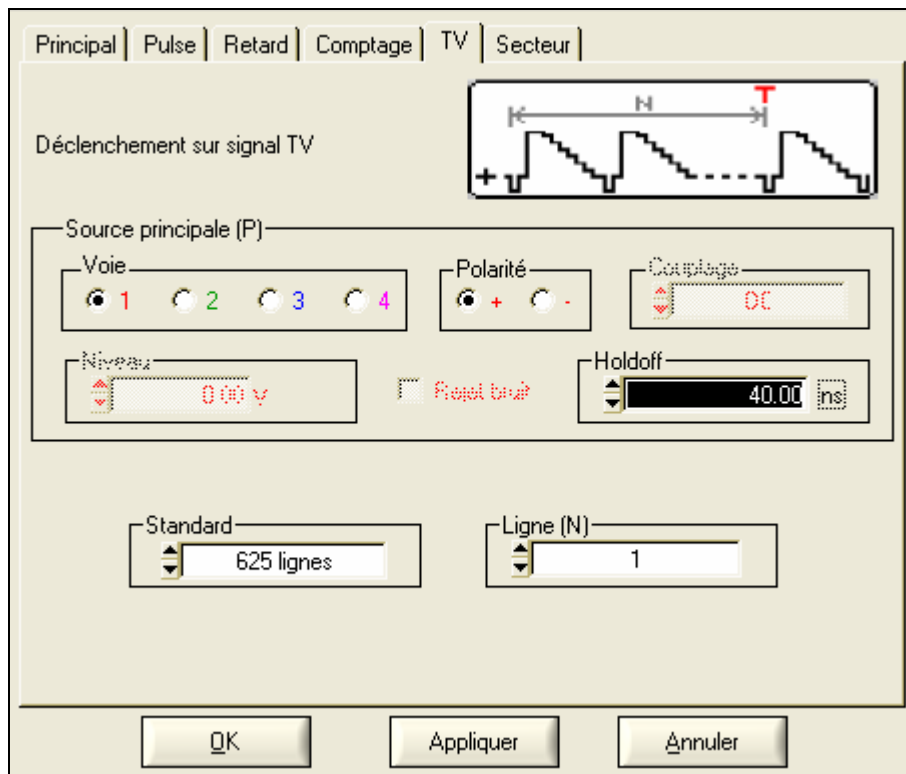 Principal Pulse Retard Comptage TV Secteur
N T
Déclenchement sur signal TV
+
Source principale (P)
Voie Polarité Couplage
1 2 3 4 + - DC
Niveau Holdoff
0.00 V Rejet bruit 40.00 ns
Standard Ligne (N)
625 lignes 1
OK Appliquer Annuler